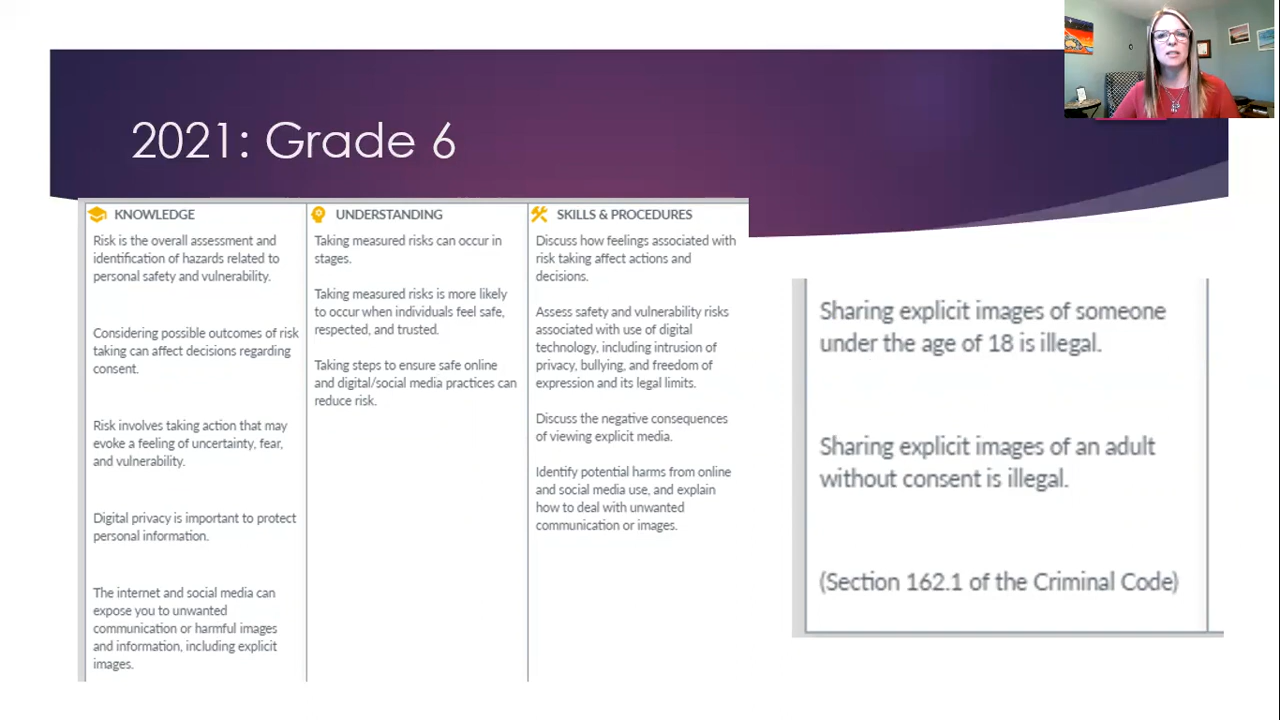 2021: Grade 6
KNOWLEDGE
Risk is the overall assessment and
identification of hazards related to
personal safety and vulnerability.
Considering possible outcomes of risk
taking can affect decisions regarding
consent.
Risk involves taking action that may
evoke a feeling of uncertainty, fear,
and vulnerability.
Digital privacy is important to protect
personal information.
The internet and social media can
expose you to unwanted
communication or harmful images
and information, including explicit
images.
UNDERSTANDING
Taking measured risks can occur in
stages.
Taking measured risks is more likely
to occur when individuals feel safe,
respected, and trusted.
Taking steps to ensure safe online
and digital/social media practices can
reduce risk.
SKILLS & PROCEDURES
Discuss how feelings associated with
risk taking affect actions and
decisions.
Assess safety and vulnerability risks
associated with use of digital
technology, including intrusion of
privacy, bullying, and freedom of
expression and its legal limits.
Discuss the negative consequences
of viewing explicit media.
Identify potential harms from online
and social media use, and explain
how to deal with unwanted
communication or images.
Sharing explicit images of someone
under the age of 18 is illegal.
Sharing explicit images of an adult
without consent is illegal.
(Section 162.1 of the Criminal Code)